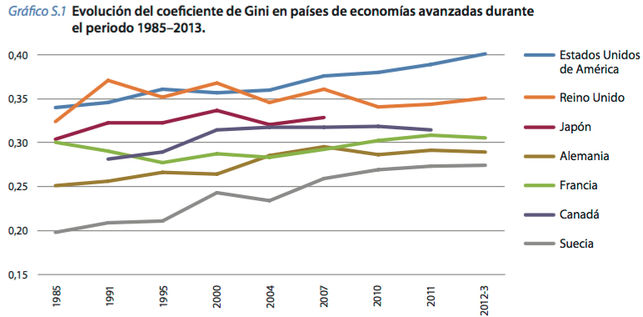 Gráfico S.1 Evolución del coeficiente de Gini en países de economías avanzadas durante
el periodo 1985–2013.
0,40
0,35
0,30
0,25
0,20
0,15
1985
1991
1995
2000
2004
2007
2010
2011
2012-3
Estados Unidos
de América
Reino Unido
Japón
Alemania
Francia
Canadá
Suecia